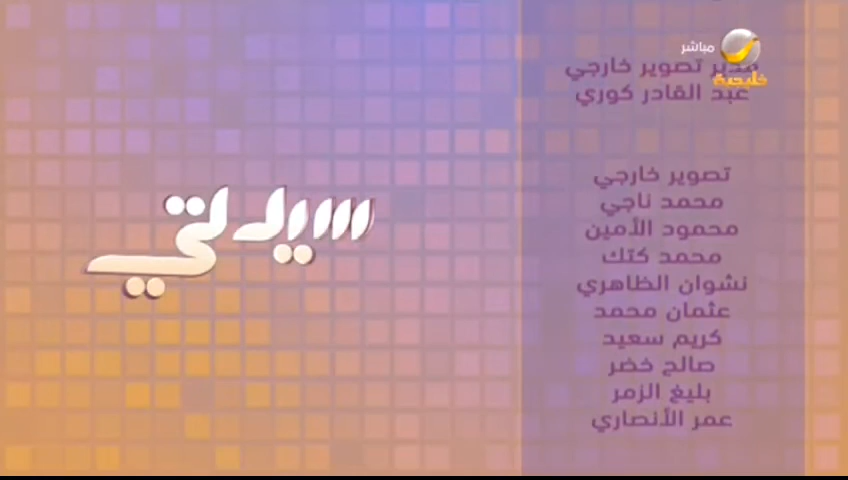 مباشر
خليجية
مدير تصوير خارجي
عبد القادر كوري
تصوير خارجي
محمد ناجي
محمود الأمين
محمد كتك
نشوان الظاهري
عثمان محمد
كريم سعيد
صالح خضر
بليغ الزمر
عمر الأنصاري
سيدتي